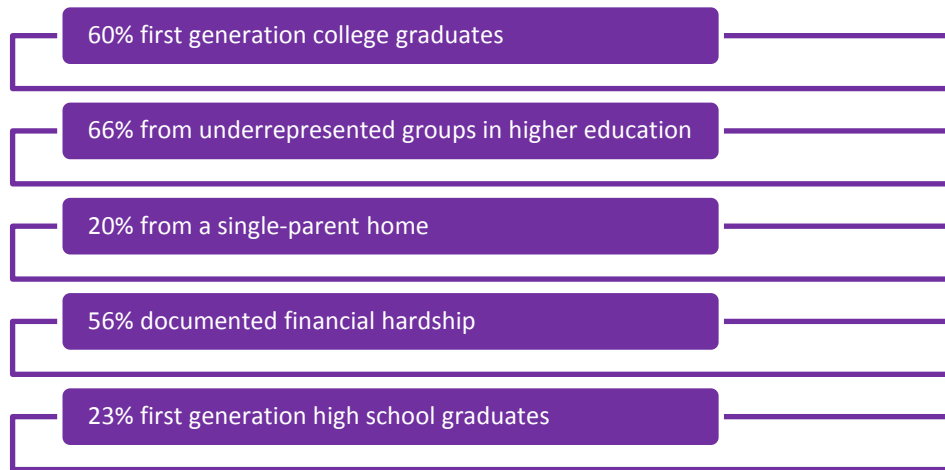 60% first generation college graduates
66% from underrepresented groups in higher education
20% from a single-parent home
56% documented financial hardship
23% first generation high school graduates